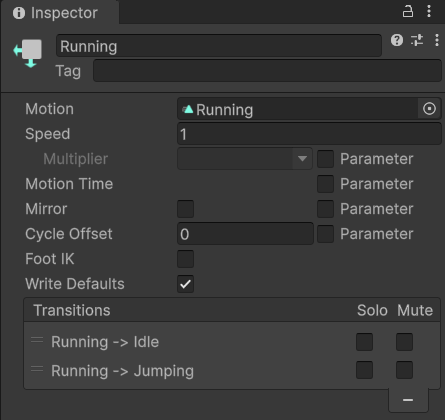 Inspector
Running
Tag
Motion Running
Speed 1
Multiplier Parameter
Motion Time Parameter
Mirror Parameter
Cycle Offset 0 Parameter
Foot IK
Write Defaults
Transitions Solo Mute
Running -> Idle
Running -> Jumping